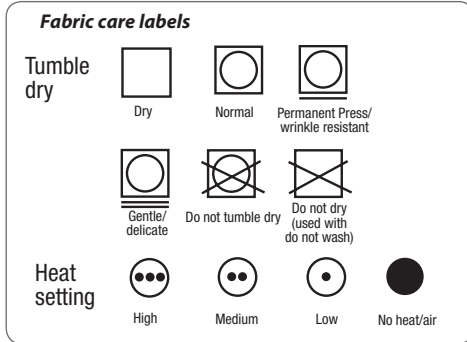 Fabric care labels
Tumble
dry
Dry
Normal
Permanent Press/
wrinkle resistant
Gentle/
delicate
Do not tumble dry
Do not dry
(used with
do not wash)
Heat
setting
High
Medium
Low
No heat/air